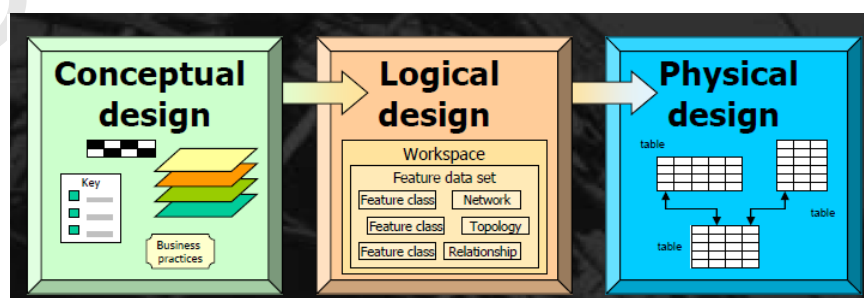 Conceptual
design
Key
Business
practices
Logical
design
Workspace
Feature data set
Feature class
Network
Feature class
Topology
Feature class
Relationship
Physical
design
table
table
table